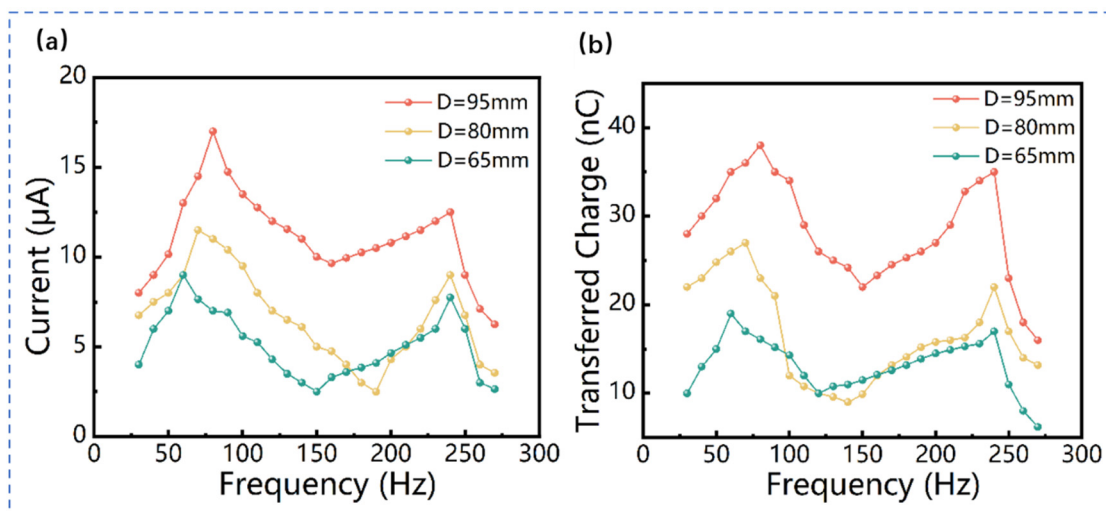 (a)
20
15
10
5
0
0 50 100 150 200 250 300
Current (μA)
Frequency (Hz)
D=95mm
D=80mm
D=65mm
(b)
40
30
20
10
0 50 100 150 200 250 300
Transferred Charge (nC)
Frequency (Hz)
D=95mm
D=80mm
D=65mm